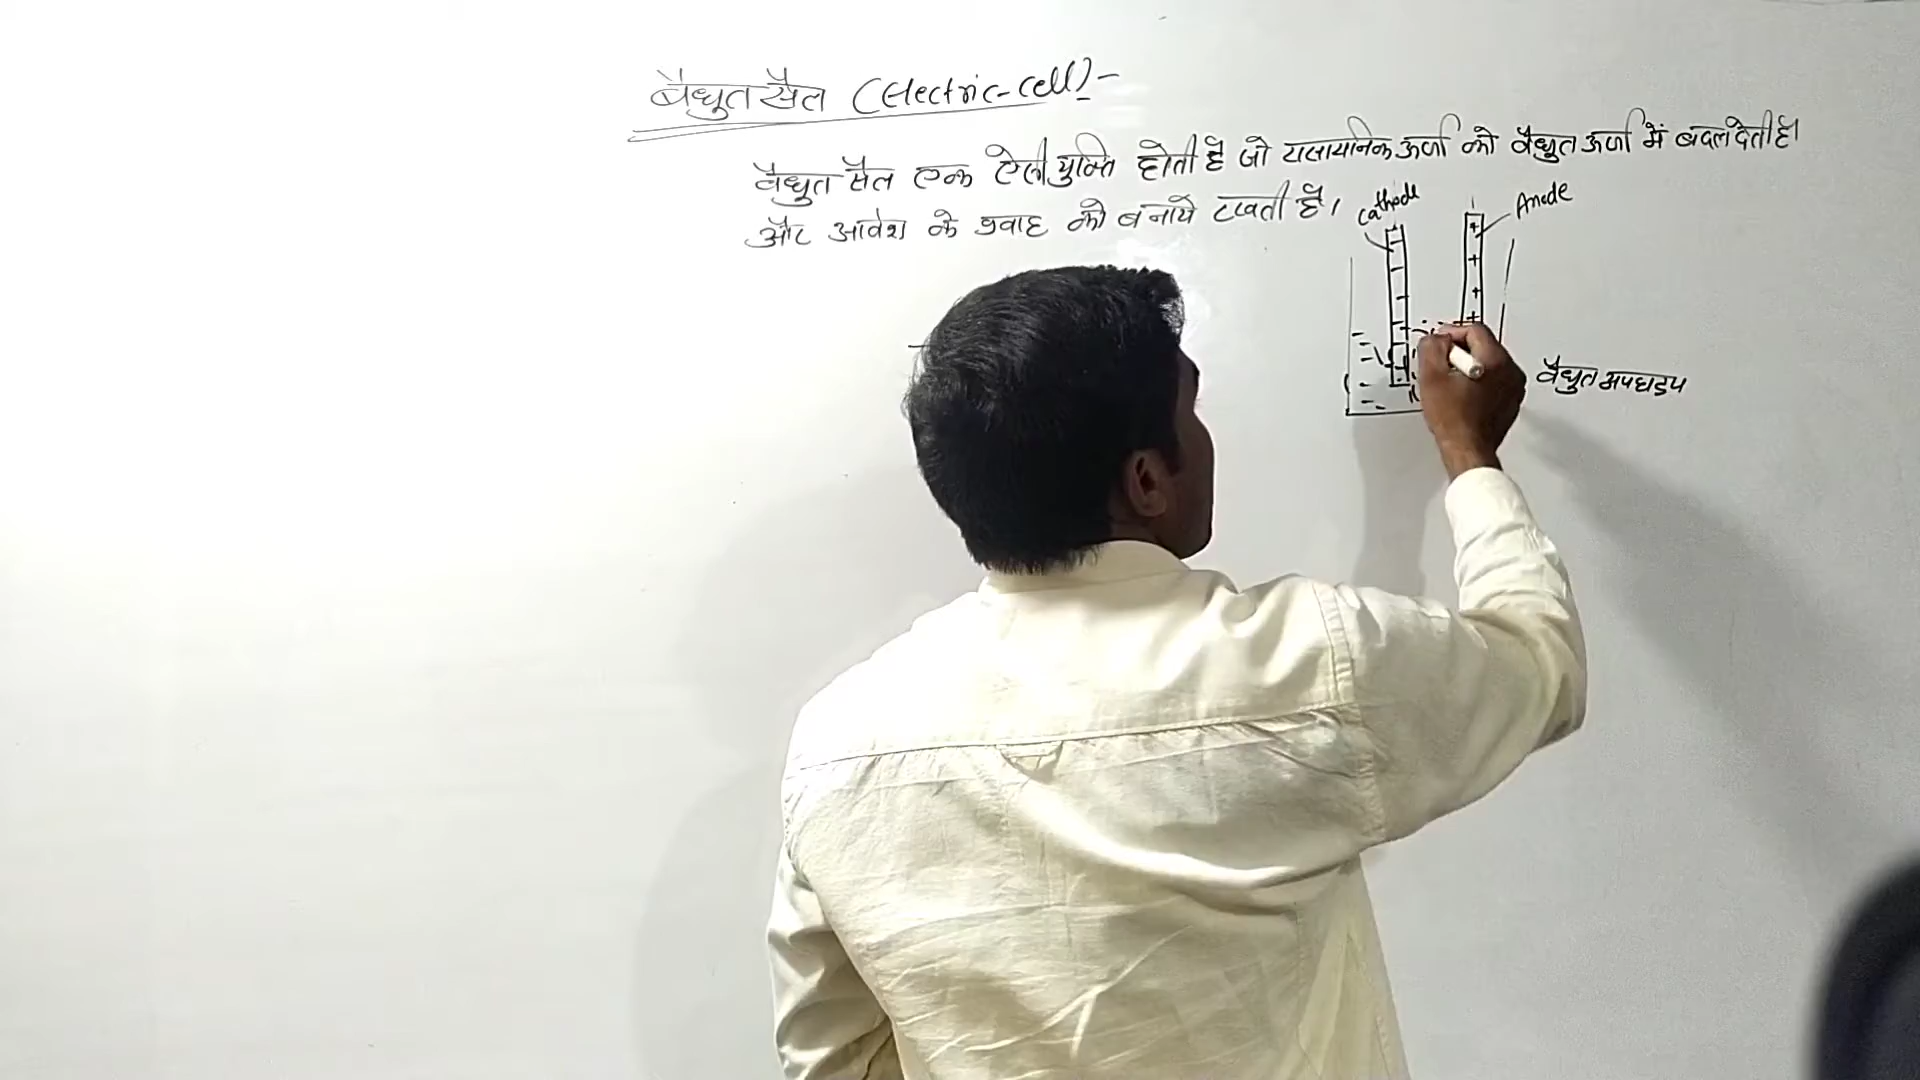 वैधुत सैल (Electric-cell):-
वैधुत सैल एक ऐसी युक्ति होती है जो रासायनिक ऊर्जा को वैधुत ऊर्जा में बदल देती है।
और आवेश के प्रवाह को बनाये रखती है।
Cathode
Anode
वैधुत अपघट्य